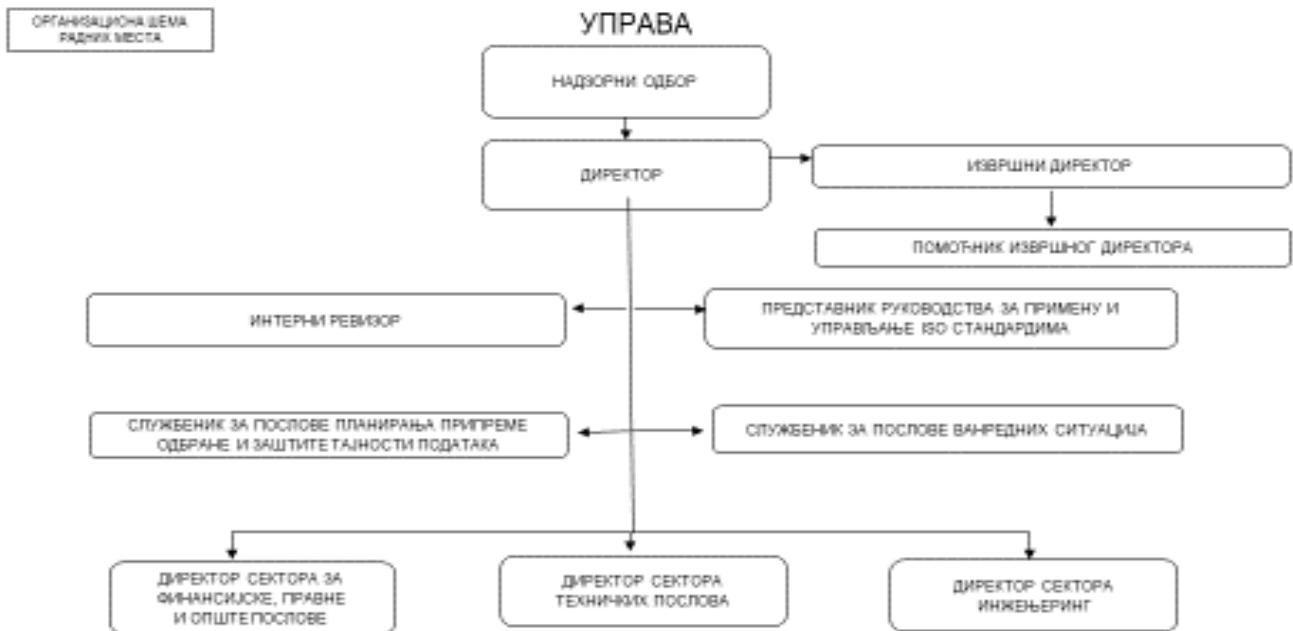 ОРГАНИЗАЦИОНА ШЕМА
РАДНИХ МЕСТА
УПРАВА
НАДЗОРНИ ОДБОР
ДИРЕКТОР
ИЗВРШНИ ДИРЕКТОР
ПОМОЋНИК ИЗВРШНОГ ДИРЕКТОРА
ИНТЕРНИ РЕВИЗОР
ПРЕДСТАВНИК РУКОВОДСТВА ЗА ПРИМЕНУ И
УПРАВЉАЊЕ ISO СТАНДАРДИМА
СЛУЖБЕНИК ЗА ПОСЛОВЕ ПЛАНИРАЊА ПРИПРЕМЕ
ОДБРАНЕ И ЗАШТИТЕ ТАЈНОСТИ ПОДАТАКА
СЛУЖБЕНИК ЗА ПОСЛОВЕ ВАНРЕДНИХ СИТУАЦИЈА
ДИРЕКТОР СЕКТОРА ЗА
ФИНАНСИЈСКЕ, ПРАВНЕ
И ОПШТЕ ПОСЛОВЕ
ДИРЕКТОР СЕКТОРА
ТЕХНИЧКИХ ПОСЛОВА
ДИРЕКТОР СЕКТОРА
ИНЖЕЊЕРИНГ